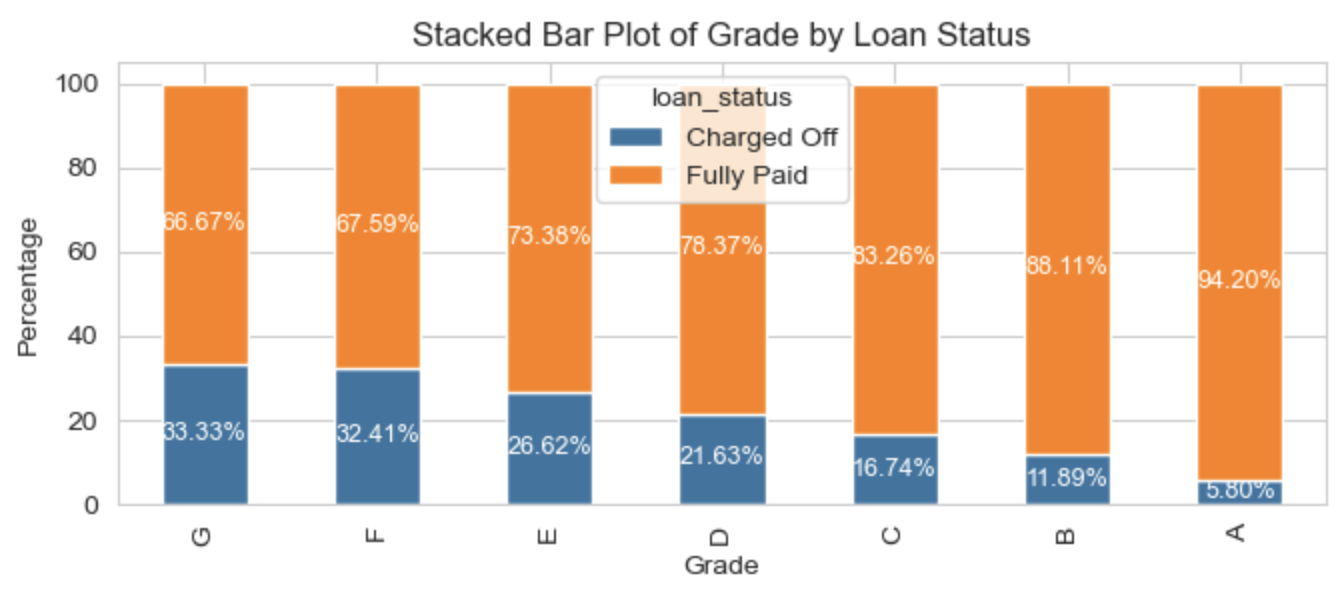 Stacked Bar Plot of Grade by Loan Status
loan_status
Charged Off
Fully Paid
Percentage
100
80
60
40
20
0
66.67%
67.59%
73.38%
78.37%
83.26%
88.11%
94.20%
33.33%
32.41%
26.62%
21.63%
16.74%
11.89%
5.80%
G
F
E
D
C
B
A
Grade